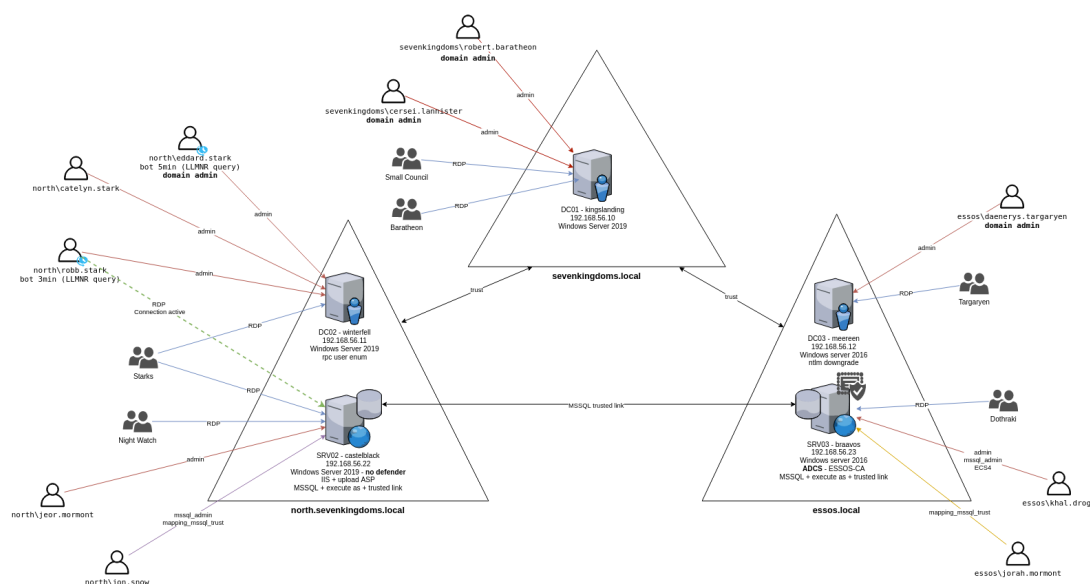 sevenkingdoms\robert.baratheon
domain admin
admin
sevenkingdoms\cersei.lannister
domain admin
admin
Small Council
RDP
Baratheon
RDP
DC01 - kingslanding
192.168.56.10
Windows Server 2019
sevenkingdoms.local
trust
trust
north\eddard.stark
bot 5min (LLMNR query)
domain admin
admin
north\catelyn.stark
admin
north\robb.stark
bot 3min (LLMNR query)
admin
RDP
Connection active
DC02 - winterfell
192.168.56.11
Windows Server 2019
rpc user enum
Starks
RDP
RDP
Night Watch
RDP
north\jeor.mormont
admin
north\jon.snow
mssql_admin
mapping_mssql_trust
SRV02 - castelblack
192.168.56.22
Windows Server 2019 - no defender
IIS + upload ASP
MSSQL + execute as + trusted link
north.sevenkingdoms.local
MSSQL trusted link
essos\daenerys.targaryen
domain admin
admin
Targaryen
RDP
DC03 - meereen
192.168.56.12
Windows server 2016
ntlm downgrade
Dothraki
RDP
SRV03 - braavos
192.168.56.23
Windows server 2016
ADCS - ESSOS-CA
MSSQL + execute as + trusted link
admin
mssql_admin
ECS4
essos\khal.drog
mapping_mssql_trust
essos\jorah.mormont
essos.local